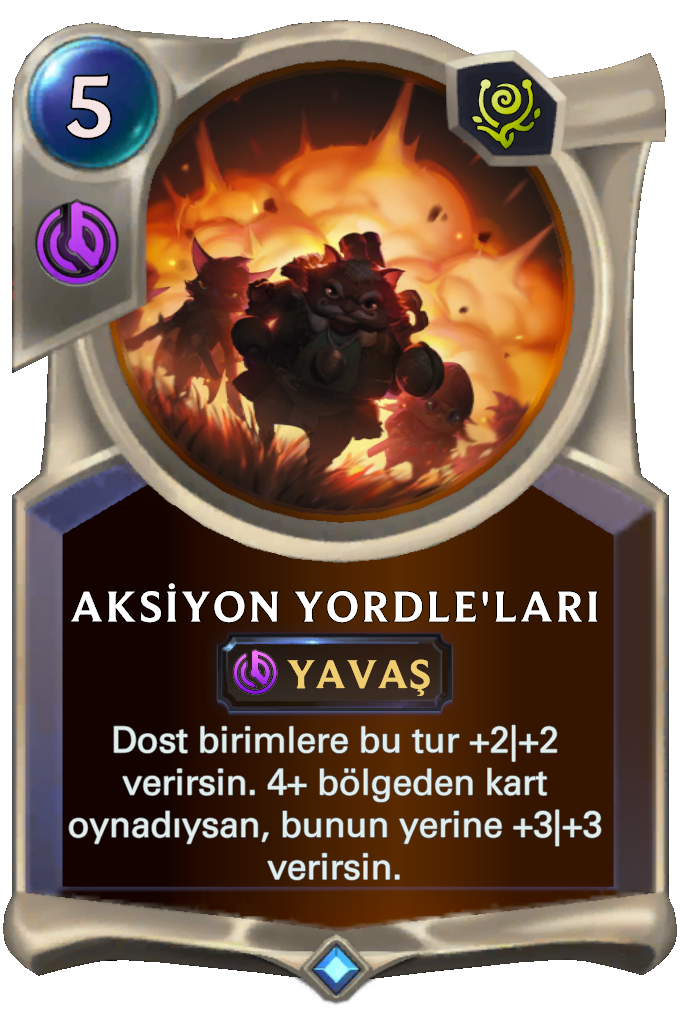 5
AKSİYON YORDLE'LARI
YAVAŞ
Dost birimlere bu tur +2|+2
verirsin. 4+ bölgeden kart
oynadıysan, bunun yerine +3|+3
verirsin.